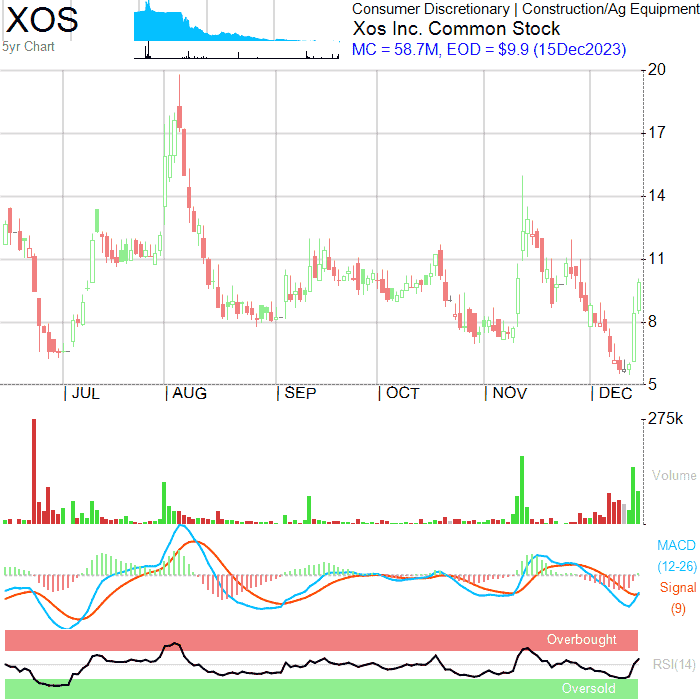 XOS
5yr Chart
Consumer Discretionary | Construction/Ag Equipment
Xos Inc. Common Stock
MC = 58.7M, EOD = $9.9 (15Dec2023)
20
17
14
11
8
5
| JUL | AUG | SEP | OCT | NOV | DEC
275k
Volume
MACD
(12-26)
Signal
(9)
Overbought
RSI(14)
Oversold